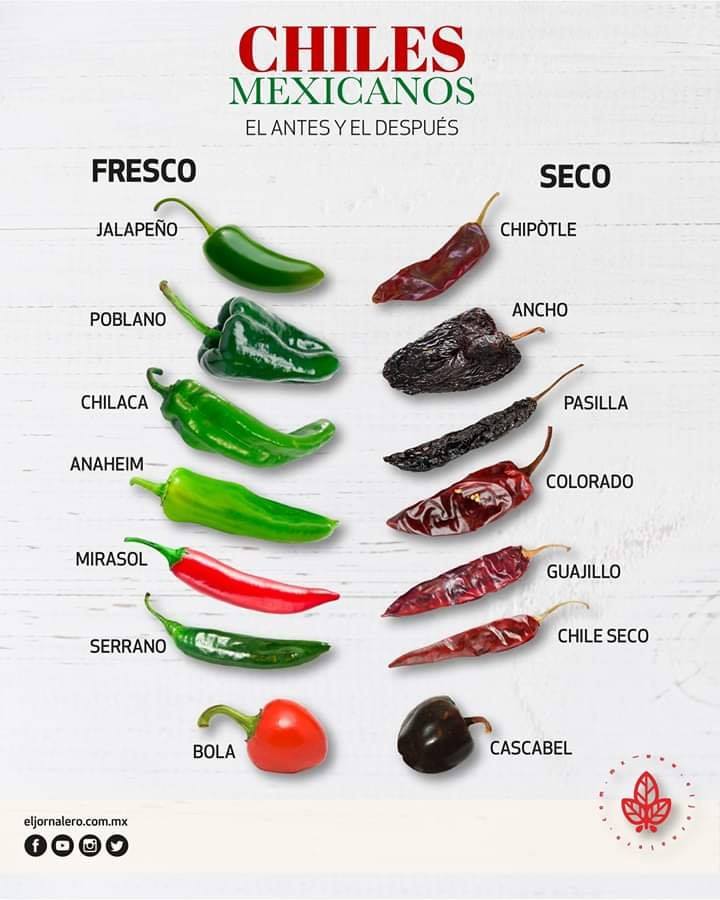 CHILES
MEXICANOS
EL ANTES Y EL DESPUÉS
FRESCO
SECO
JALAPEÑO
CHIPÒTLE
POBLANO
ANCHO
CHILACA
PASILLA
ANAHEIM
COLORADO
MIRASOL
GUAJILLO
SERRANO
CHILE SECO
BOLA
CASCABEL
eljornalero.com.mx